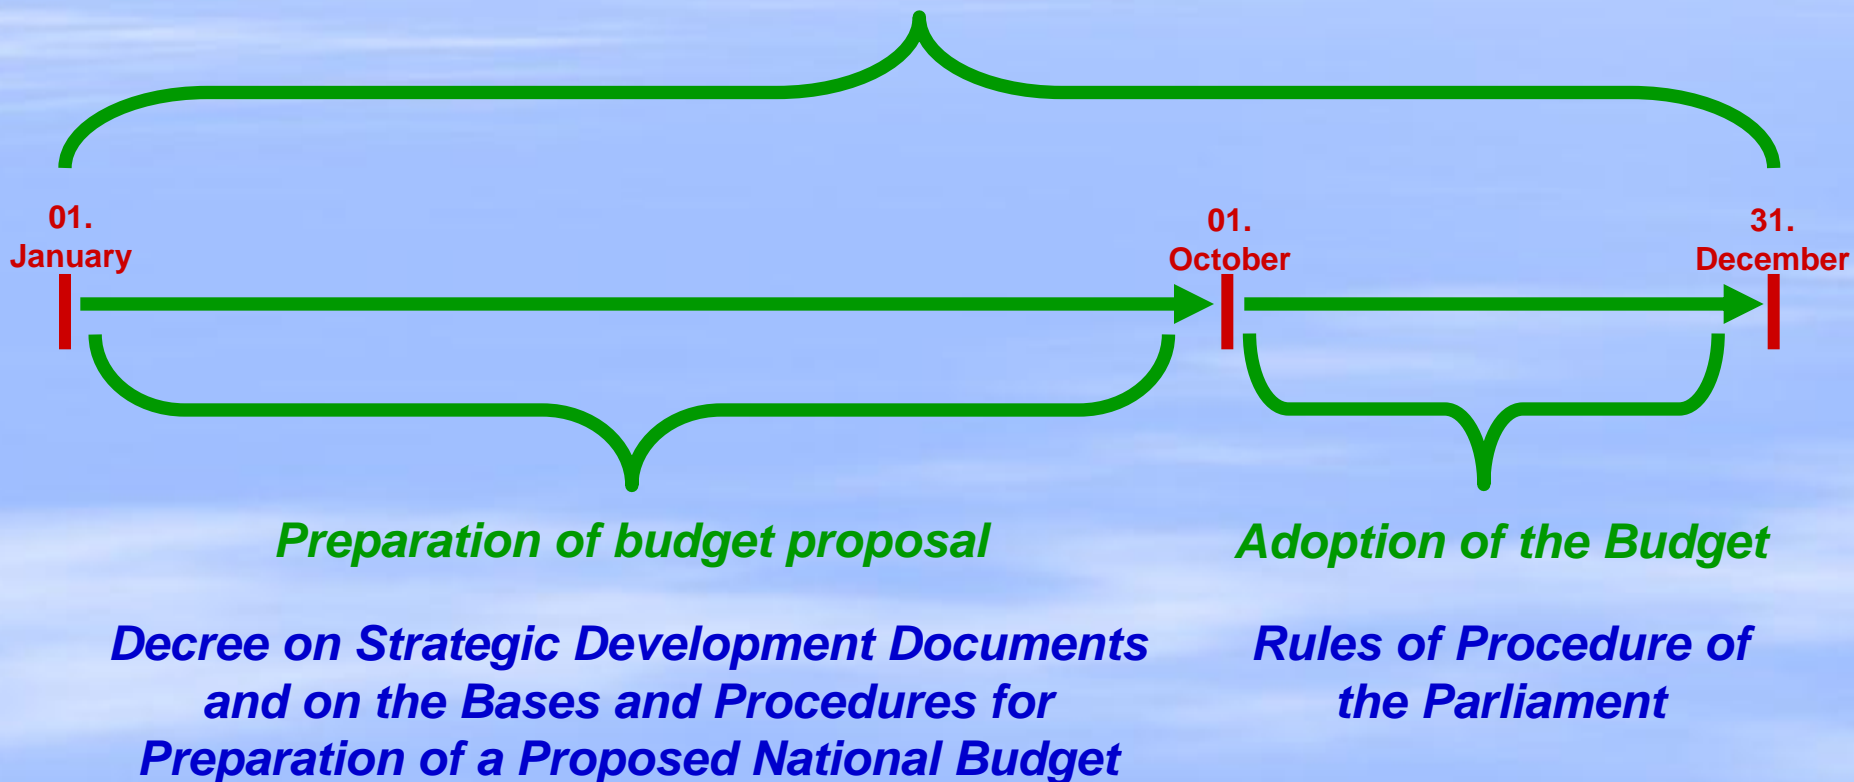 01.
January
01.
October
31.
December
Preparation of budget proposal
Adoption of the Budget
Decree on Strategic Development Documents
and on the Bases and Procedures for
Preparation of a Proposed National Budget
Rules of Procedure of
the Parliament